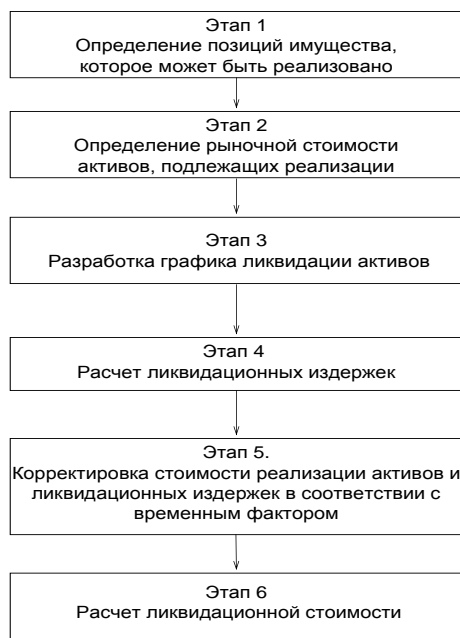 Этап 1
Определение позиций имущества,
которое может быть реализовано
Этап 2
Определение рыночной стоимости
активов, подлежащих реализации
Этап 3
Разработка графика ликвидации активов
Этап 4
Расчет ликвидационных издержек
Этап 5.
Корректировка стоимости реализации активов и
ликвидационных издержек в соответствии с
временным фактором
Этап 6
Расчет ликвидационной стоимости